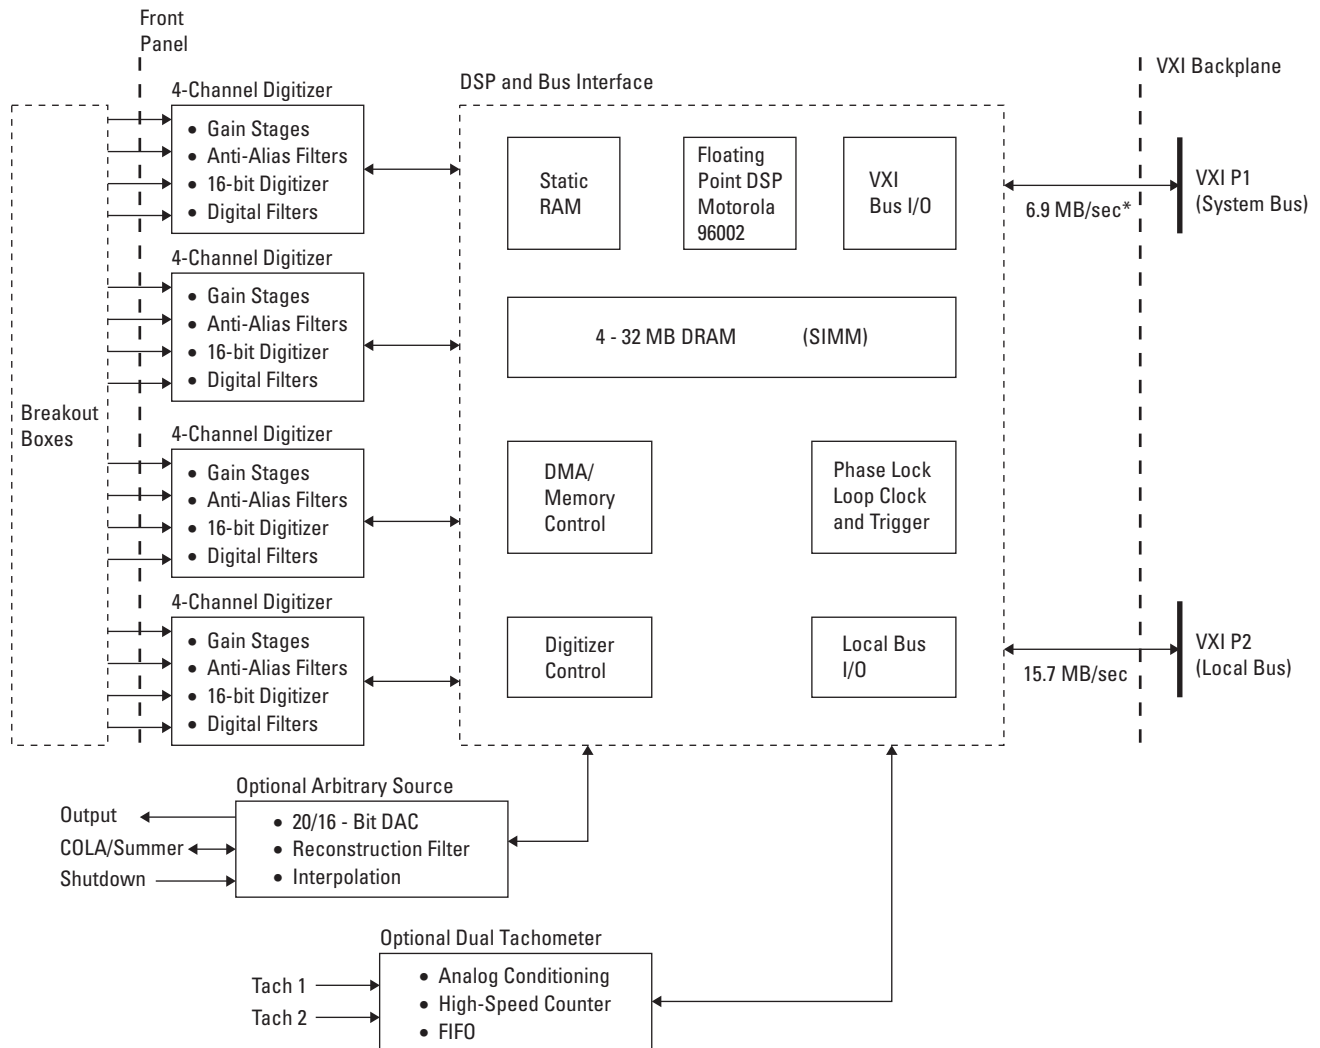 Front
Panel
VXI Backplane
4-Channel Digitizer
DSP and Bus Interface
• Gain Stages
• Anti-Alias Filters
• 16-bit Digitizer
• Digital Filters
Static
RAM
Floating
Point DSP
Motorola
96002
VXI
Bus I/O
6.9 MB/sec*
VXI P1
(System Bus)
4-Channel Digitizer
• Gain Stages
• Anti-Alias Filters
• 16-bit Digitizer
• Digital Filters
4 - 32 MB DRAM (SIMM)
Breakout
Boxes
4-Channel Digitizer
• Gain Stages
• Anti-Alias Filters
• 16-bit Digitizer
• Digital Filters
DMA/
Memory
Control
Phase Lock
Loop Clock
and Trigger
4-Channel Digitizer
• Gain Stages
• Anti-Alias Filters
• 16-bit Digitizer
• Digital Filters
Digitizer
Control
Local Bus
I/O
15.7 MB/sec
VXI P2
(Local Bus)
Optional Arbitrary Source
Output
COLA/Summer
Shutdown
• 20/16 - Bit DAC
• Reconstruction Filter
• Interpolation
Optional Dual Tachometer
Tach 1
Tach 2
• Analog Conditioning
• High-Speed Counter
• FIFO